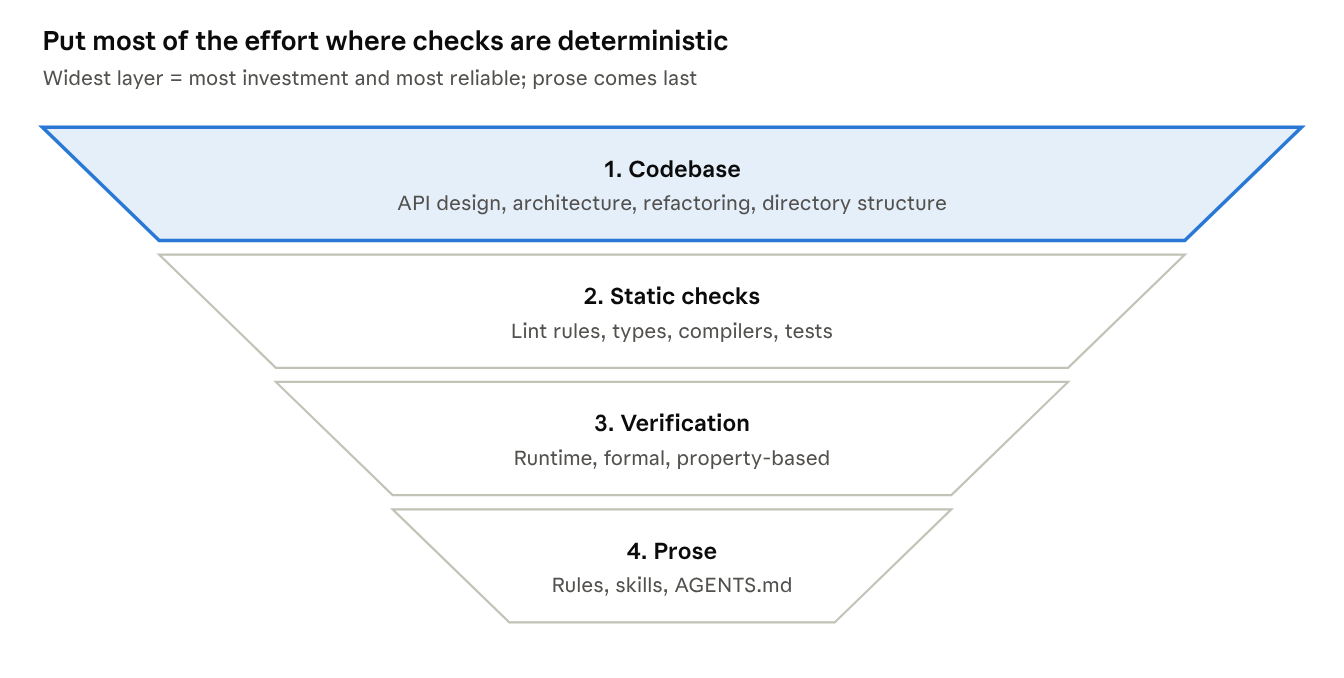 Put most of the effort where checks are deterministic
Widest layer = most investment and most reliable; prose comes last
1. Codebase
API design, architecture, refactoring, directory structure
2. Static checks
Lint rules, types, compilers, tests
3. Verification
Runtime, formal, property-based
4. Prose
Rules, skills, AGENTS.md